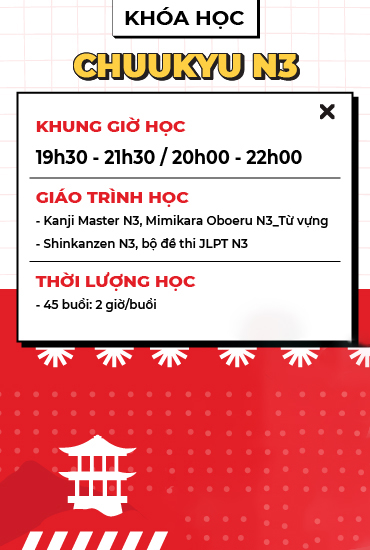 KHÓA HỌC
CHUUKYU N3
KHUNG GIỜ HỌC
19h30 - 21h30 / 20h00 - 22h00
GIÁO TRÌNH HỌC
- Kanji Master N3, Mimikara Oboeru N3_Từ vựng
- Shinkanzen N3, bộ đề thi JLPT N3
THỜI LƯỢNG HỌC
- 45 buổi: 2 giờ/buổi